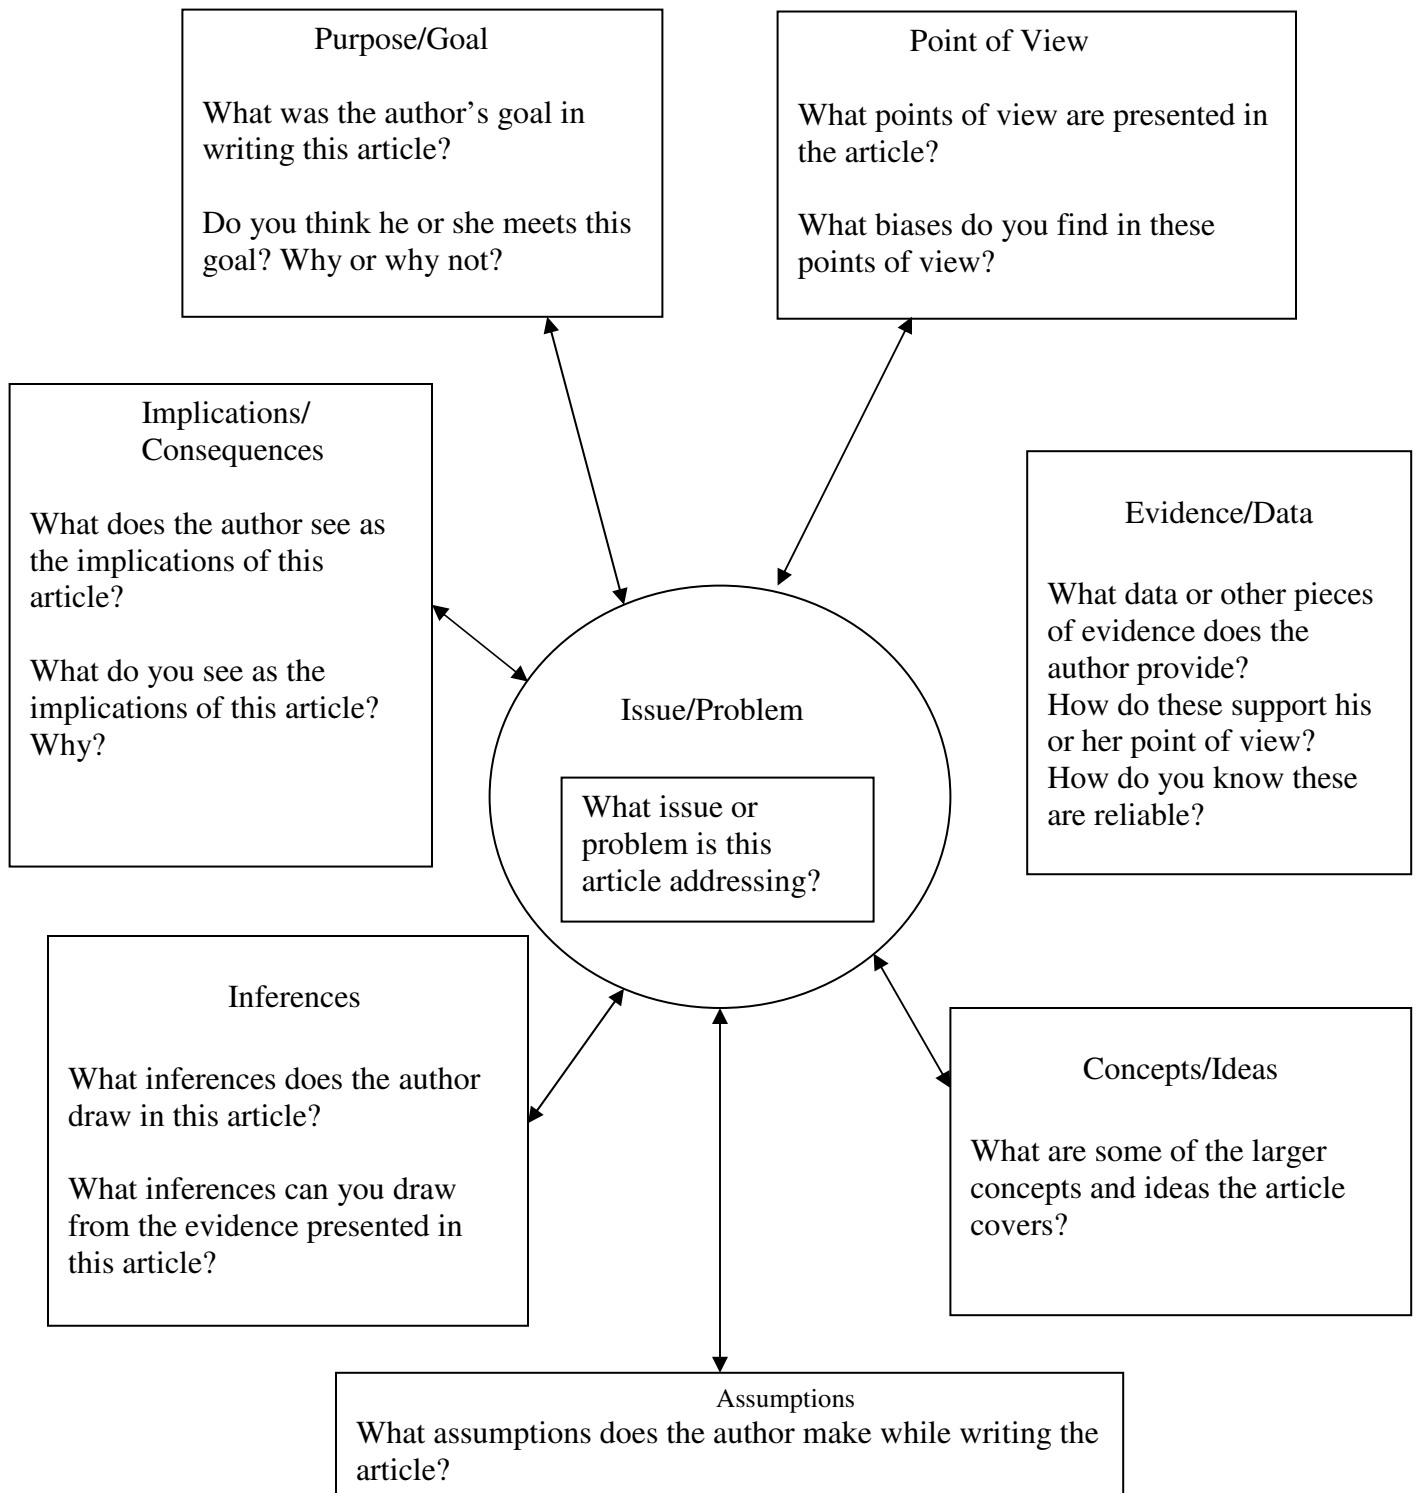 Purpose/Goal
What was the author’s goal in
writing this article?
Do you think he or she meets this
goal? Why or why not?
Point of View
What points of view are presented in
the article?
What biases do you find in these
points of view?
Implications/
Consequences
What does the author see as
the implications of this
article?
What do you see as the
implications of this article?
Why?
Evidence/Data
What data or other pieces
of evidence does the
author provide?
How do these support his
or her point of view?
How do you know these
are reliable?
Issue/Problem
What issue or
problem is this
article addressing?
Inferences
What inferences does the author
draw in this article?
What inferences can you draw
from the evidence presented in
this article?
Concepts/Ideas
What are some of the larger
concepts and ideas the article
covers?
Assumptions
What assumptions does the author make while writing the
article?